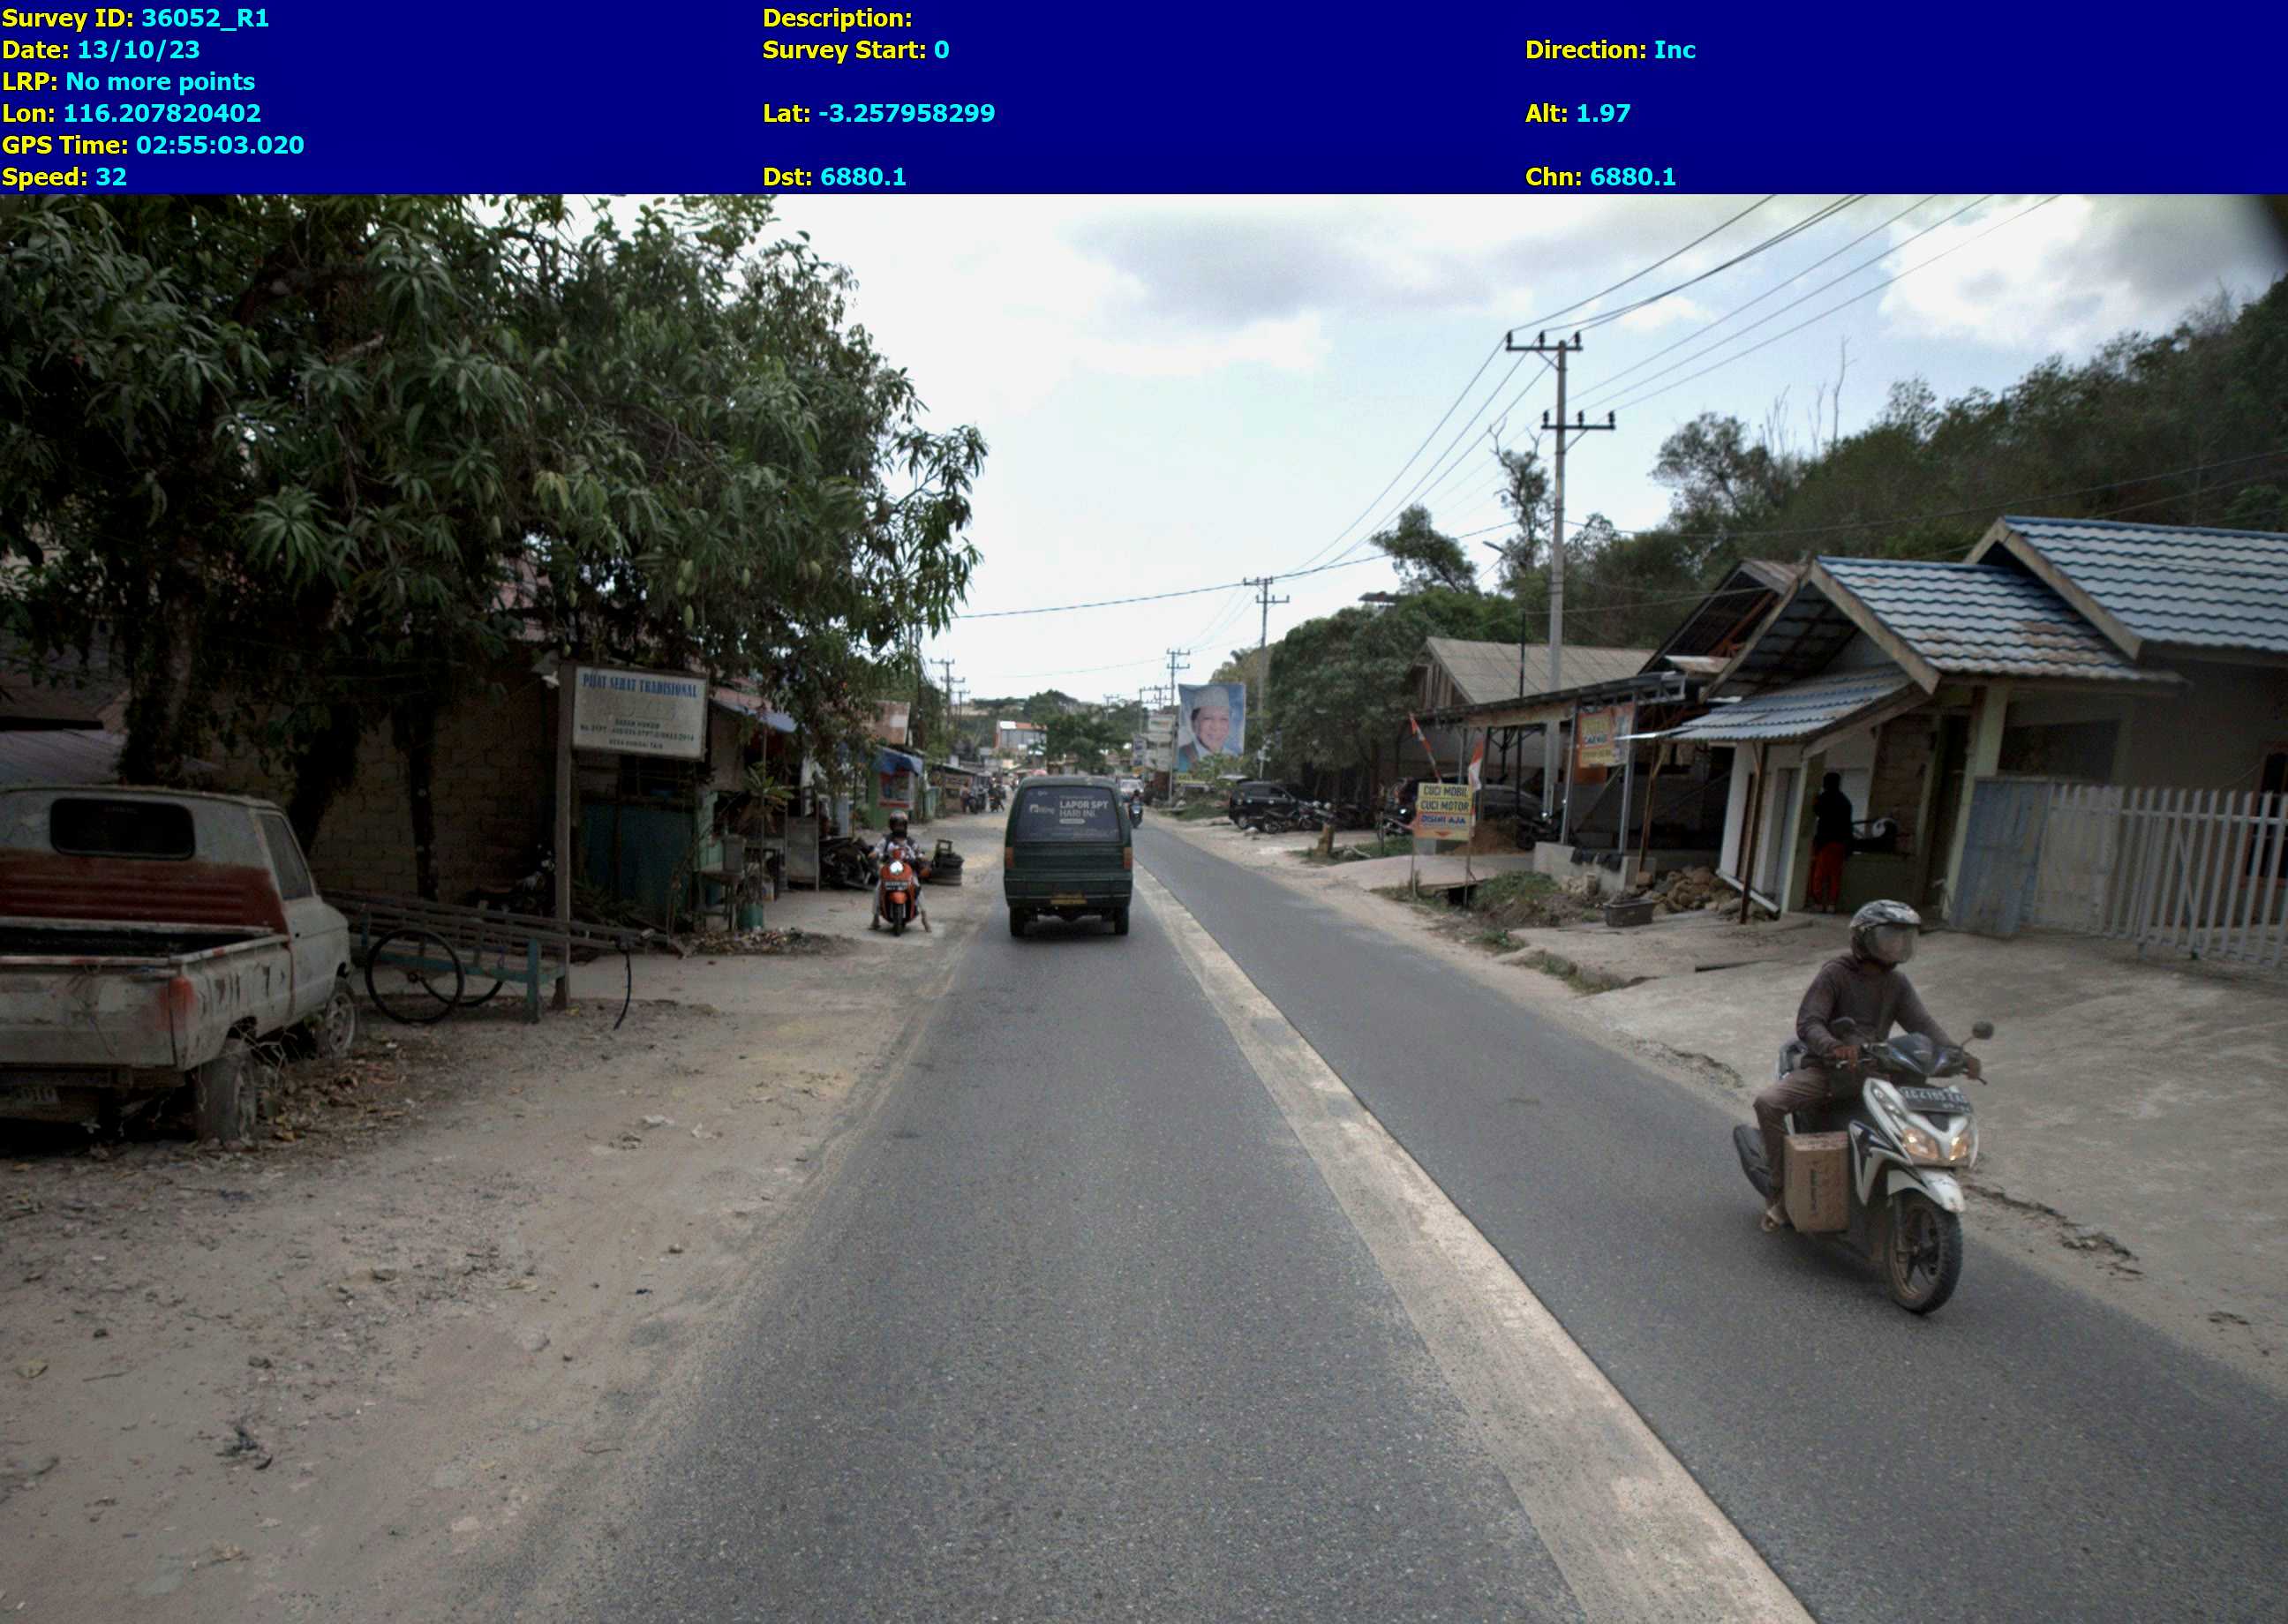 Survey ID: 36052_R1
Description:
Date: 13/10/23
Survey Start: 0
Direction: Inc
LRP: No more points
Lon: 116.207820402
Lat: -3.257958299
Alt: 1.97
GPS Time: 02:55:03.020
Speed: 32
Dst: 6880.1
Chn: 6880.1
PIJAT SEHAT TRADISIONAL
LAPOR SPT
HARI INI.
CUCI MOBIL
CUCI MOTOR
DISINI AJA